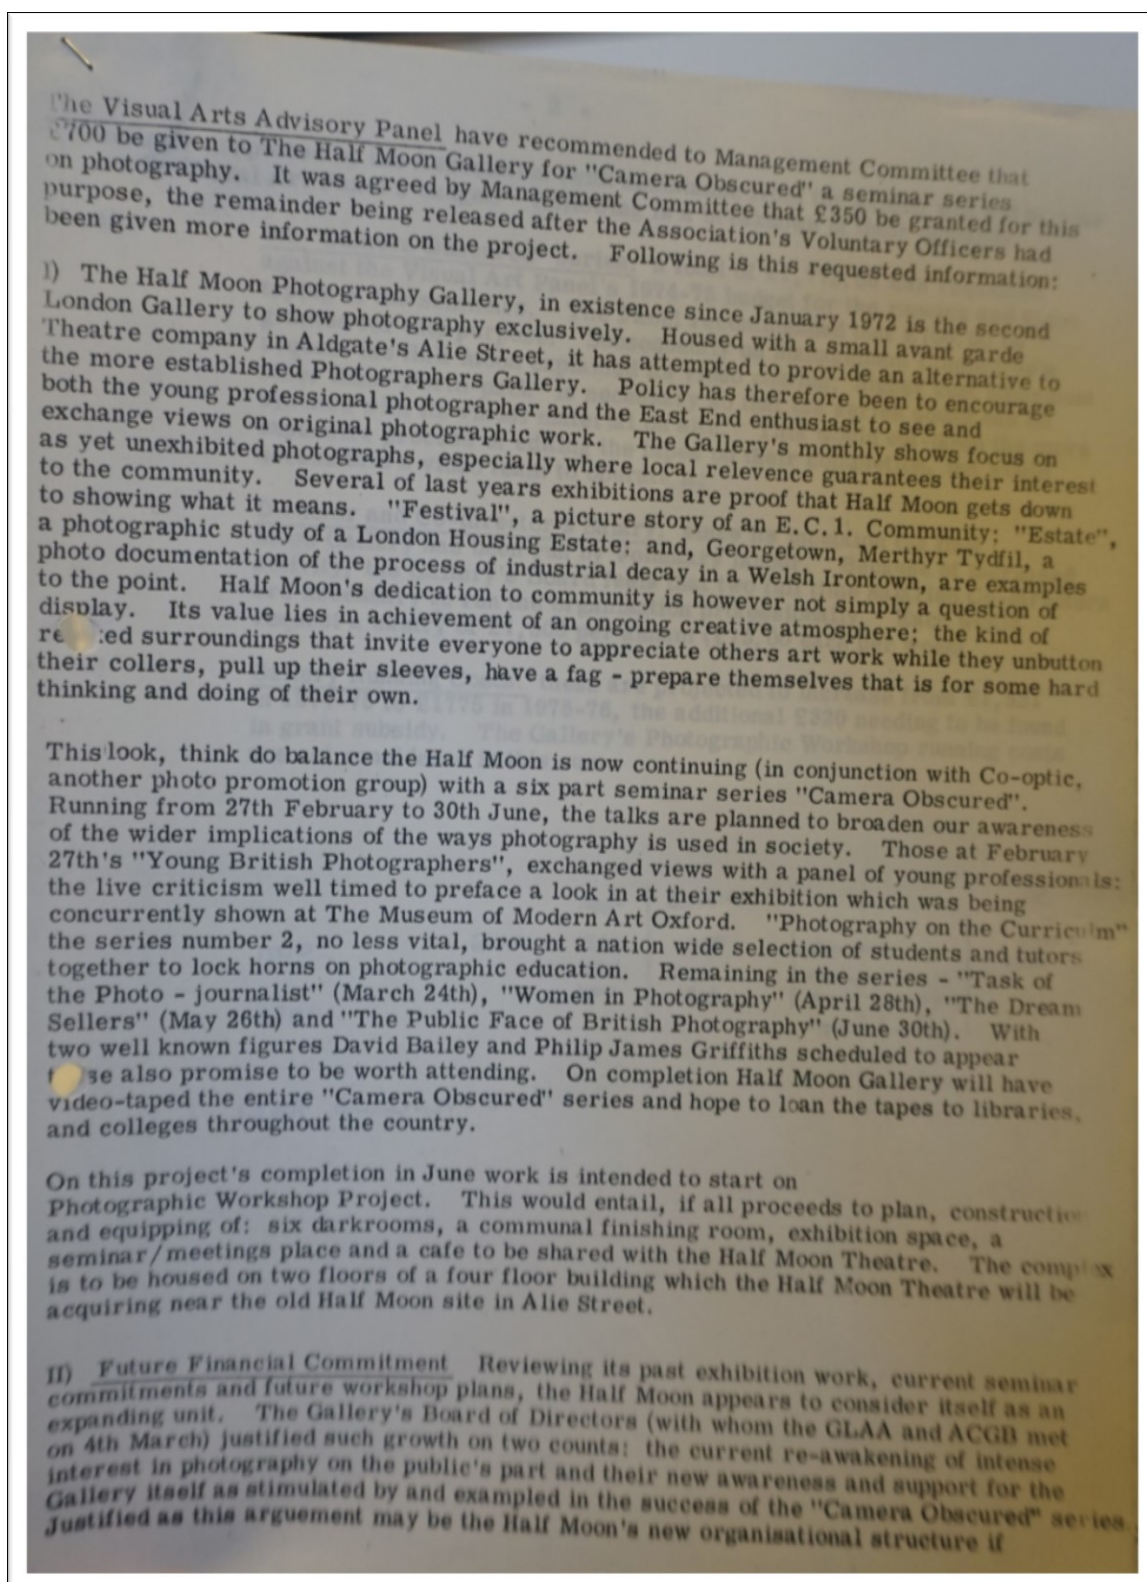 The Visual Arts Advisory Panel have recommended to Management Committee that
£700 be given to The Half Moon Gallery for "Camera Obscured" a seminar series
on photography. It was agreed by Management Committee that £350 be granted for this
purpose, the remainder being released after the Association's Voluntary Officers had
been given more information on the project. Following is this requested information:
I) The Half Moon Photography Gallery, in existence since January 1972 is the second
London Gallery to show photography exclusively. Housed with a small avant garde
Theatre company in Aldgate's Alie Street, it has attempted to provide an alternative to
the more established Photographers Gallery. Policy has therefore been to encourage
both the young professional photographer and the East End enthusiast to see and
exchange views on original photographic work. The Gallery's monthly shows focus on
as yet unexhibited photographs, especially where local relevence guarantees their interest
to the community. Several of last years exhibitions are proof that Half Moon gets down
to showing what it means. "Festival", a picture story of an E.C.1. Community; "Estate",
a photographic study of a London Housing Estate; and, Georgetown, Merthyr Tydfil, a
photo documentation of the process of industrial decay in a Welsh Irontown, are examples
to the point. Half Moon's dedication to community is however not simply a question of
display. Its value lies in achievement of an ongoing creative atmosphere; the kind of
surroundings that invite everyone to appreciate others art work while they unbutton
their collers, pull up their sleeves, have a fag - prepare themselves that is for some hard
thinking and doing of their own.
This look, think do balance the Half Moon is now continuing (in conjunction with Co-optic,
another photo promotion group) with a six part seminar series "Camera Obscured".
Running from 27th February to 30th June, the talks are planned to broaden our awareness
of the wider implications of the ways photography is used in society. Those at February
27th's "Young British Photographers", exchanged views with a panel of young professionals:
the live criticism well timed to preface a look in at their exhibition which was being
concurrently shown at The Museum of Modern Art Oxford. "Photography on the Curriculm"
the series number 2, no less vital, brought a nation wide selection of students and tutors
together to lock horns on photographic education. Remaining in the series - "Task of
the Photo - journalist" (March 24th), "Women in Photography" (April 28th), "The Dream
Sellers" (May 26th) and "The Public Face of British Photography" (June 30th). With
two well known figures David Bailey and Philip James Griffiths scheduled to appear
also promise to be worth attending. On completion Half Moon Gallery will have
video-taped the entire "Camera Obscured" series and hope to loan the tapes to libraries,
and colleges throughout the country.
On this project's completion in June work is intended to start on
Photographic Workshop Project. This would entail, if all proceeds to plan, construction
and equipping of: six darkrooms, a communal finishing room, exhibition space, a
seminar/meetings place and a cafe to be shared with the Half Moon Theatre. The complex
is to be housed on two floors of a four floor building which the Half Moon Theatre will be
acquiring near the old Half Moon site in Alie Street.
II) Future Financial Commitment Reviewing its past exhibition work, current seminar
commitments and future workshop plans, the Half Moon appears to consider itself as an
expanding unit. The Gallery's Board of Directors (with whom the GLAA and ACGB met
on 4th March) justified such growth on two counts: the current re-awakening of intense
interest in photography on the public's part and their new awareness and support for the
Gallery itself as stimulated by and exampled in the success of the "Camera Obscured" series.
Justified as this arguement may be the Half Moon's new organisational structure if